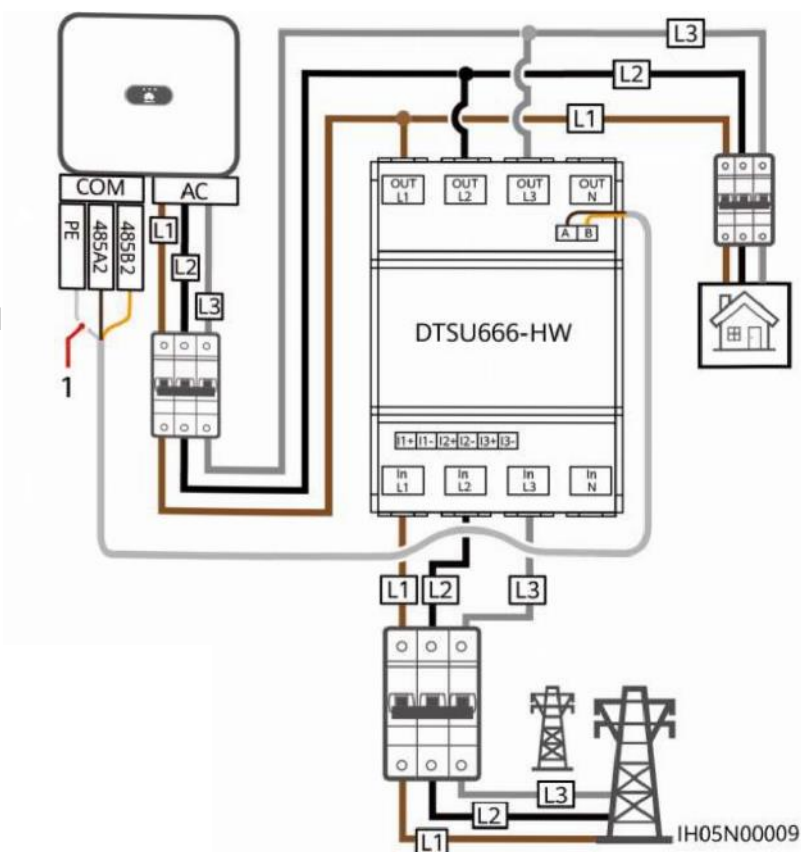 L3
L2
L1
COM
AC
PE
485A2
485B2
L1
L2
L3
1
OUT L1
OUT L2
OUT L3
OUT N
A B
DTSU666-HW
I1+ I1- I2+ I2- I3+ I3-
In L1
In L2
In L3
In N
L1
L2
L3
L3
L2
L1
IH05N00009